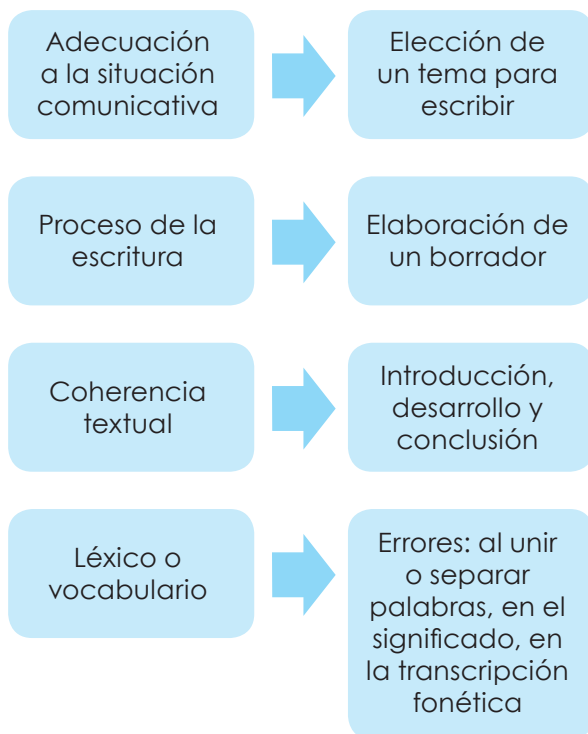 Adecuación
a la situación
comunicativa
Elección de
un tema para
escribir
Proceso de la
escritura
Elaboración de
un borrador
Coherencia
textual
Introducción,
desarrollo y
conclusión
Léxico o
vocabulario
Errores: al unir
o separar
palabras, en el
significado, en
la transcripción
fonética